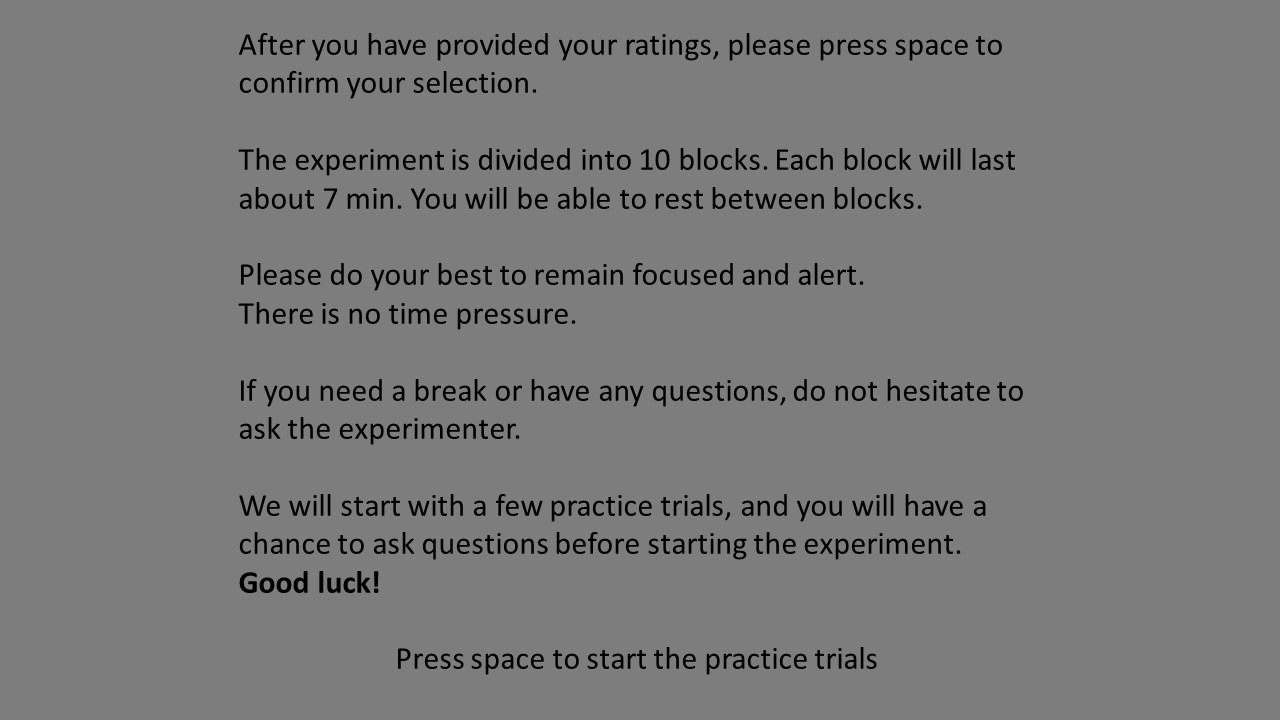 After you have provided your ratings, please press space to
confirm your selection.
The experiment is divided into 10 blocks. Each block will last
about 7 min. You will be able to rest between blocks.
Please do your best to remain focused and alert.
There is no time pressure.
If you need a break or have any questions, do not hesitate to
ask the experimenter.
We will start with a few practice trials, and you will have a
chance to ask questions before starting the experiment.
Good luck!
Press space to start the practice trials